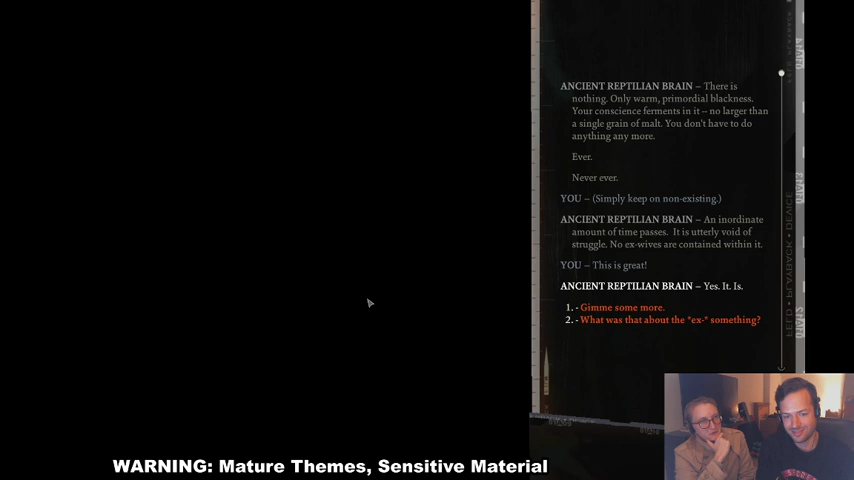 ANCIENT REPTILIAN BRAIN – There is
nothing. Only warm, primordial blackness.
Your conscience ferments in it – no larger than
a single grain of malt. You don't have to do
anything any more.
Ever.
Never ever.
YOU – (Simply keep on non-existing.)
ANCIENT REPTILIAN BRAIN – An inordinate
amount of time passes. It is utterly void of
struggle. No ex-wives are contained within it.
YOU – This is great!
ANCIENT REPTILIAN BRAIN – Yes. It. Is.
1. - Gimme some more.
2. - What was that about the *ex-* something?
FELD • PLAYBACK • DEVICE
WARNING: Mature Themes, Sensitive Material